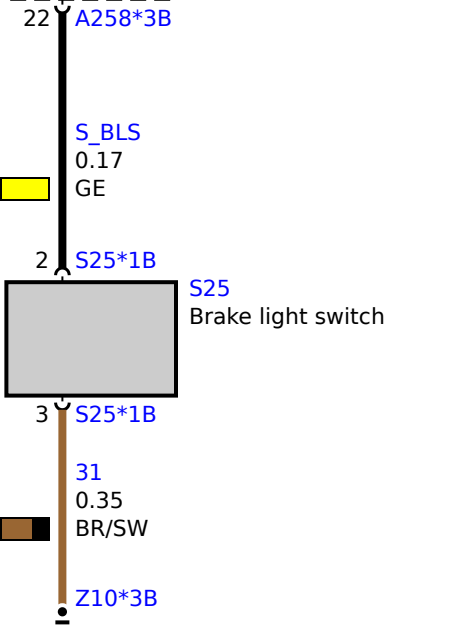 22 A258*3B
S_BLS
0.17
GE
2 S25*1B
S25
Brake light switch
3 S25*1B
31
0.35
BR/SW
Z10*3B